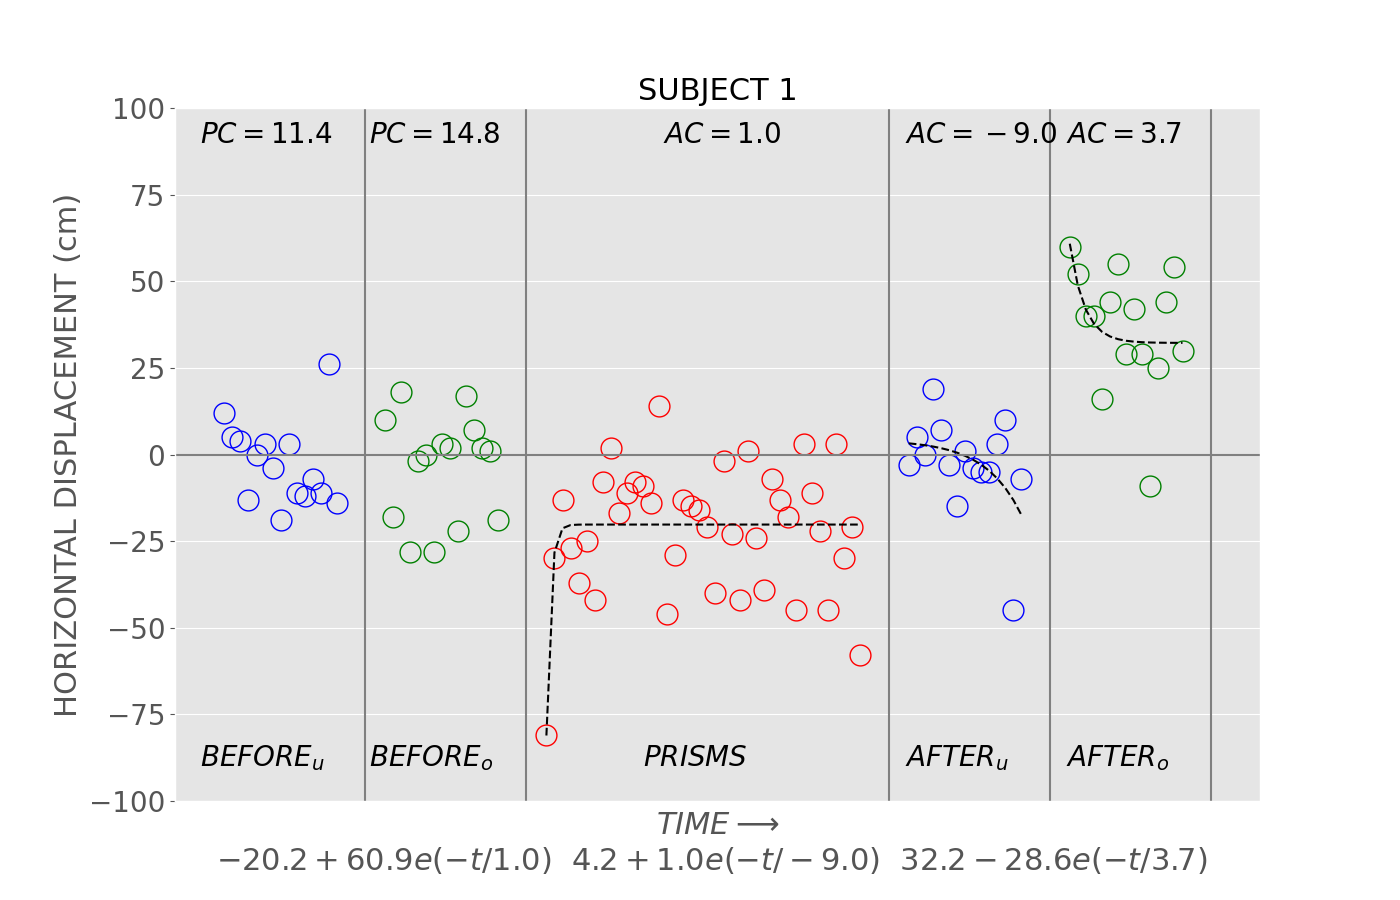 SUBJECT 1
PC = 11.4 PC = 14.8 AC = 1.0 AC = −9.0 AC = 3.7
100
75
50
25
0
−25
−50
−75
−100
HORIZONTAL DISPLACEMENT (cm)
BEFORE_u BEFORE_o PRISMS AFTER_u AFTER_o
TIME ⟶
−20.2 + 60.9e(−t/1.0) 4.2 + 1.0e(−t/ − 9.0) 32.2 − 28.6e(−t/3.7)